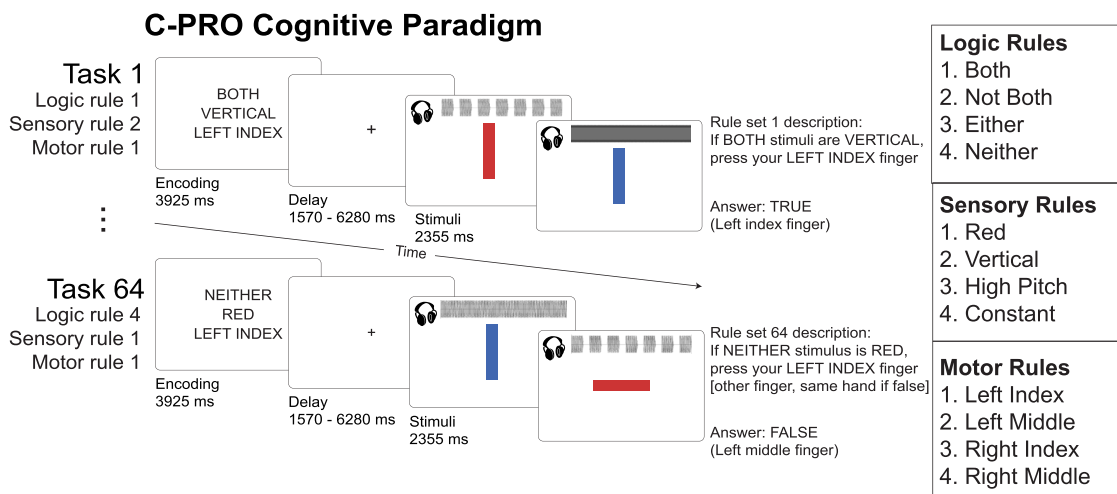 C-PRO Cognitive Paradigm
Task 1
Logic rule 1
Sensory rule 2
Motor rule 1
BOTH
VERTICAL
LEFT INDEX
Encoding
3925 ms
+
Delay
1570 - 6280 ms
Stimuli
2355 ms
Rule set 1 description:
If BOTH stimuli are VERTICAL,
press your LEFT INDEX finger
Answer: TRUE
(Left index finger)
Time
Task 64
Logic rule 4
Sensory rule 1
Motor rule 1
NEITHER
RED
LEFT INDEX
Encoding
3925 ms
+
Delay
1570 - 6280 ms
Stimuli
2355 ms
Rule set 64 description:
If NEITHER stimulus is RED,
press your LEFT INDEX finger
[other finger, same hand if false]
Answer: FALSE
(Left middle finger)
Logic Rules
1. Both
2. Not Both
3. Either
4. Neither
Sensory Rules
1. Red
2. Vertical
3. High Pitch
4. Constant
Motor Rules
1. Left Index
2. Left Middle
3. Right Index
4. Right Middle